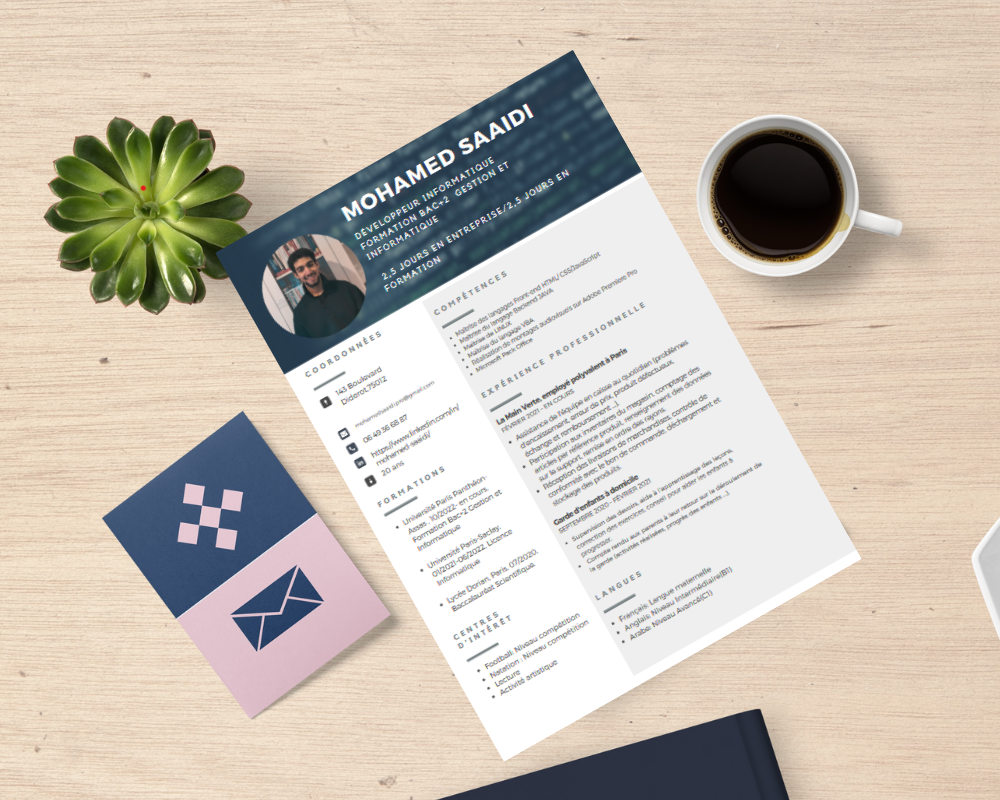 MOHAMED SAAIDI
DÉVELOPPEUR INFORMATIQUE
FORMATION BAC+2 GESTION ET
INFORMATIQUE
2,5 JOURS EN ENTREPRISE/2,5 JOURS EN
FORMATION
COORDONNÉES
143 Boulevard
Diderot,75012
06 49 36 68 87
https//www.linkedin.com/in/
mohamed-saaidi/
20 ans
FORMATIONS
Université Paris Panthéon-
Assas . 10/2022- en cours.
Formation Bac+2 Gestion et
Informatique
Université Paris-Saclay.
01/2021-06/2022. Licence
Informatique
Lycée Dorian, Paris. 07/2020.
Baccalauréat Scientifique.
CENTRES
D'INTÉRÊT
Football: Niveau compétition
Natation : Niveau compétition
Lecture
Activité artistique
COMPÉTENCES
Maîtrise des langages Front-end HTML/CSS/JavaScript
Maîtrise du langage Backend JAVA
Maîtrise de LINUX
Maîtrise du langage VBA
Réalisation de montages audiovisuels sur Adobe Première Pro
Microsoft Pack Office
EXPÉRIENCE PROFESSIONNELLE
La Main Verte, employé polyvalent à Paris
FÉVRIER 2021 - EN COURS
Assistance de l'équipe en caisse au quotidien (problèmes
d'encaissement, erreur de prix, produit défectueux,
échange et remboursement...).
Participation aux inventaires du magasin, comptage des
articles par référence produit, renseignement des données
sur le support, remise en ordre des rayons.
Réception des livraisons de marchandises, contrôle de
conformité avec le bon de commande, déchargement et
stockage des produits.
Garde d'enfants à domicile
SEPTEMBRE 2020 - FÉVRIER 2021
Supervision des devoirs, aide à l'apprentissage des leçons,
correction des exercices, conseil pour aider les enfants à
progresser.
Compte rendu aux parents à leur retour sur le déroulement de
la garde (activités réalisées, progrès des enfants...).
LANGUES
Français: Langue maternelle
Anglais: Niveau Intermédiaire(B1)
Arabe: Niveau Avancé(C1)